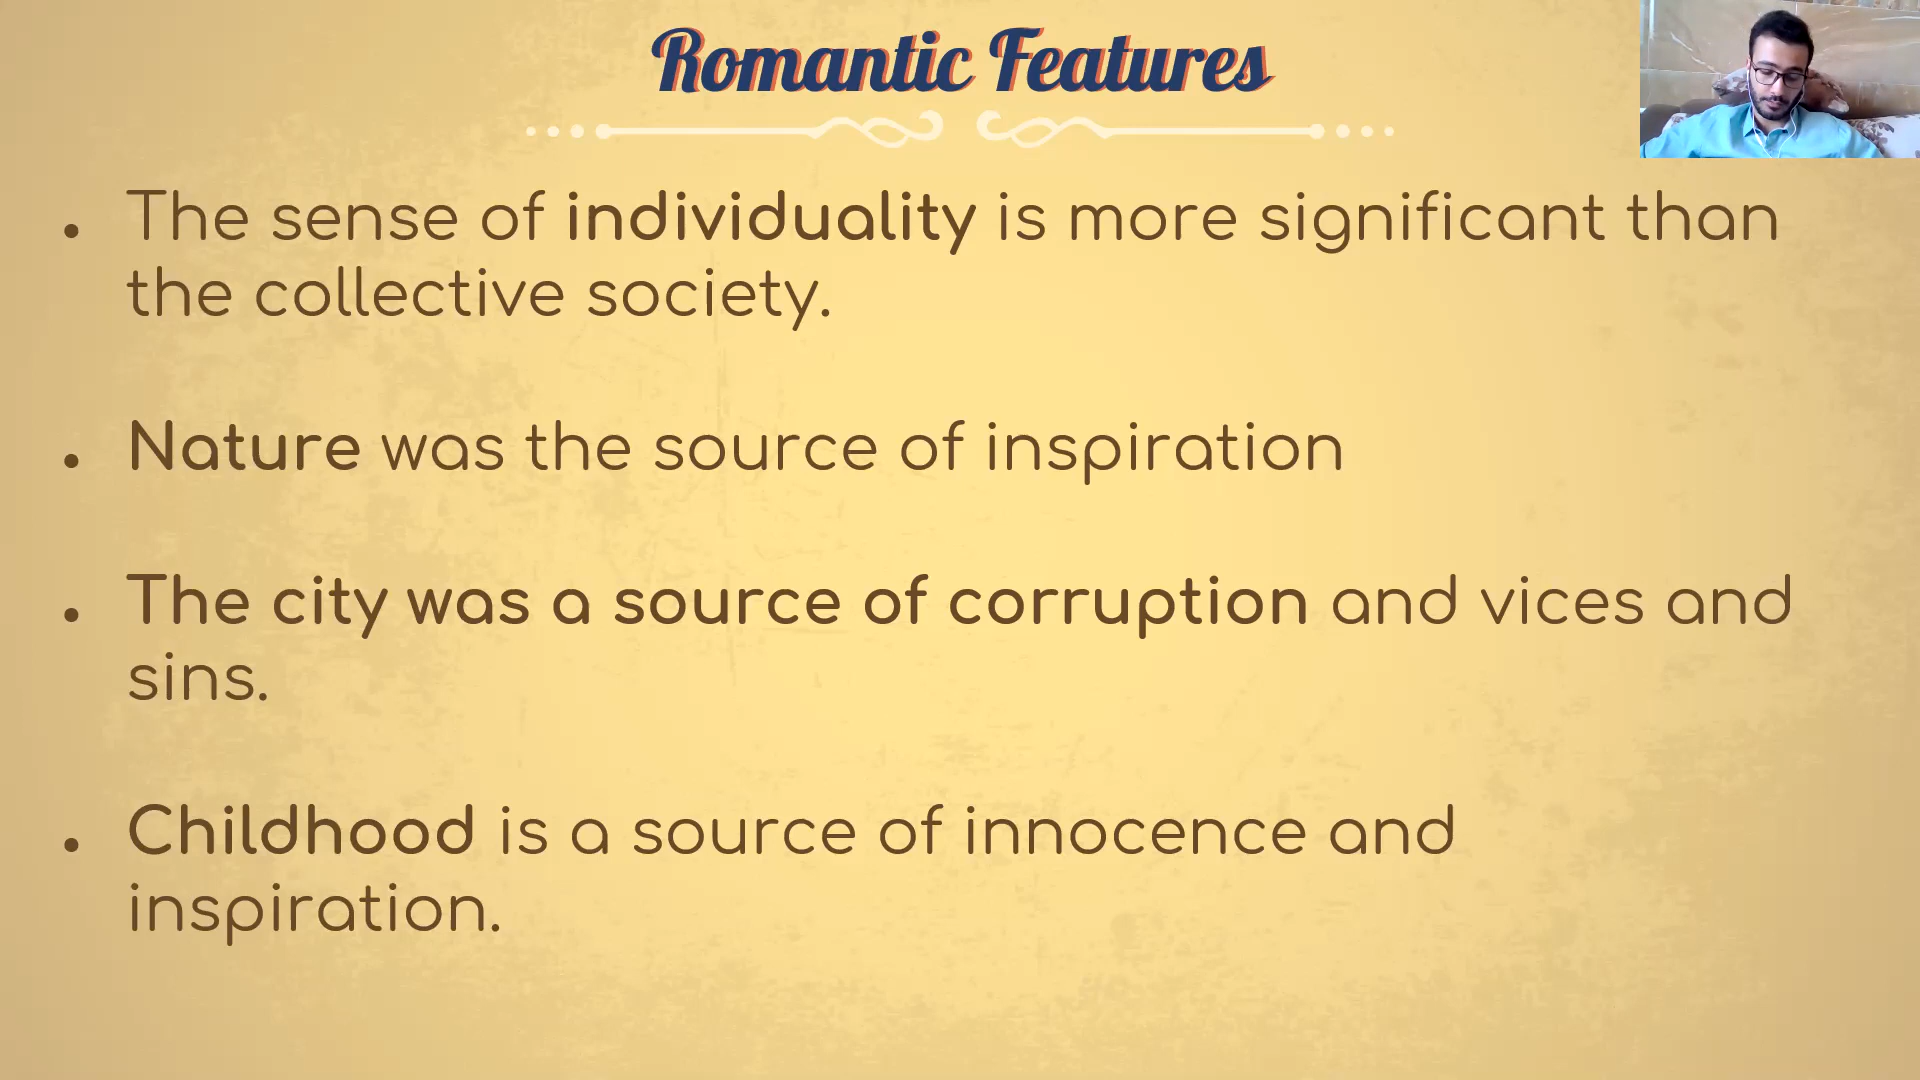 Romantic Features
• The sense of individuality is more significant than
the collective society.
• Nature was the source of inspiration
• The city was a source of corruption and vices and
sins.
• Childhood is a source of innocence and
inspiration.